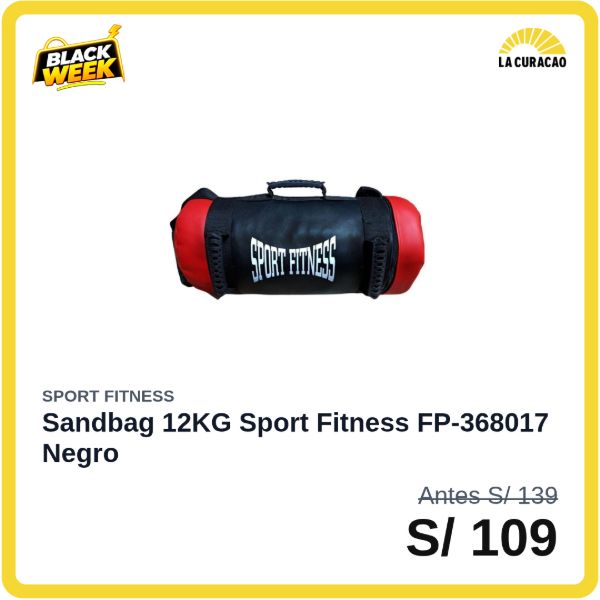 BLACK
WEEK
LA CURACAO
SPORT FITNESS
SPORT FITNESS
Sandbag 12KG Sport Fitness FP-368017
Negro
Antes S/ 139
S/ 109